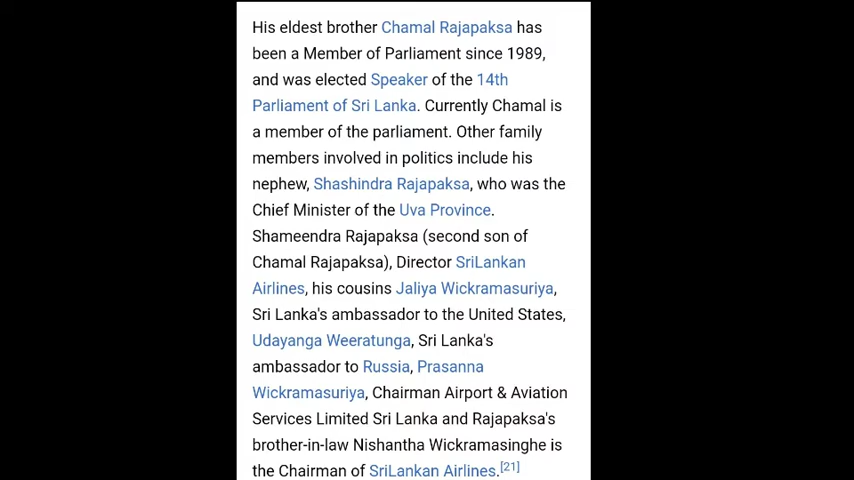 His eldest brother Chamal Rajapaksa has
been a Member of Parliament since 1989,
and was elected Speaker of the 14th
Parliament of Sri Lanka. Currently Chamal is
a member of the parliament. Other family
members involved in politics include his
nephew, Shashindra Rajapaksa, who was the
Chief Minister of the Uva Province.
Shameendra Rajapaksa (second son of
Chamal Rajapaksa), Director SriLankan
Airlines, his cousins Jaliya Wickramasuriya,
Sri Lanka's ambassador to the United States,
Udayanga Weeratunga, Sri Lanka's
ambassador to Russia, Prasanna
Wickramasuriya, Chairman Airport & Aviation
Services Limited Sri Lanka and Rajapaksa's
brother-in-law Nishantha Wickramasinghe is
the Chairman of SriLankan Airlines.[21]